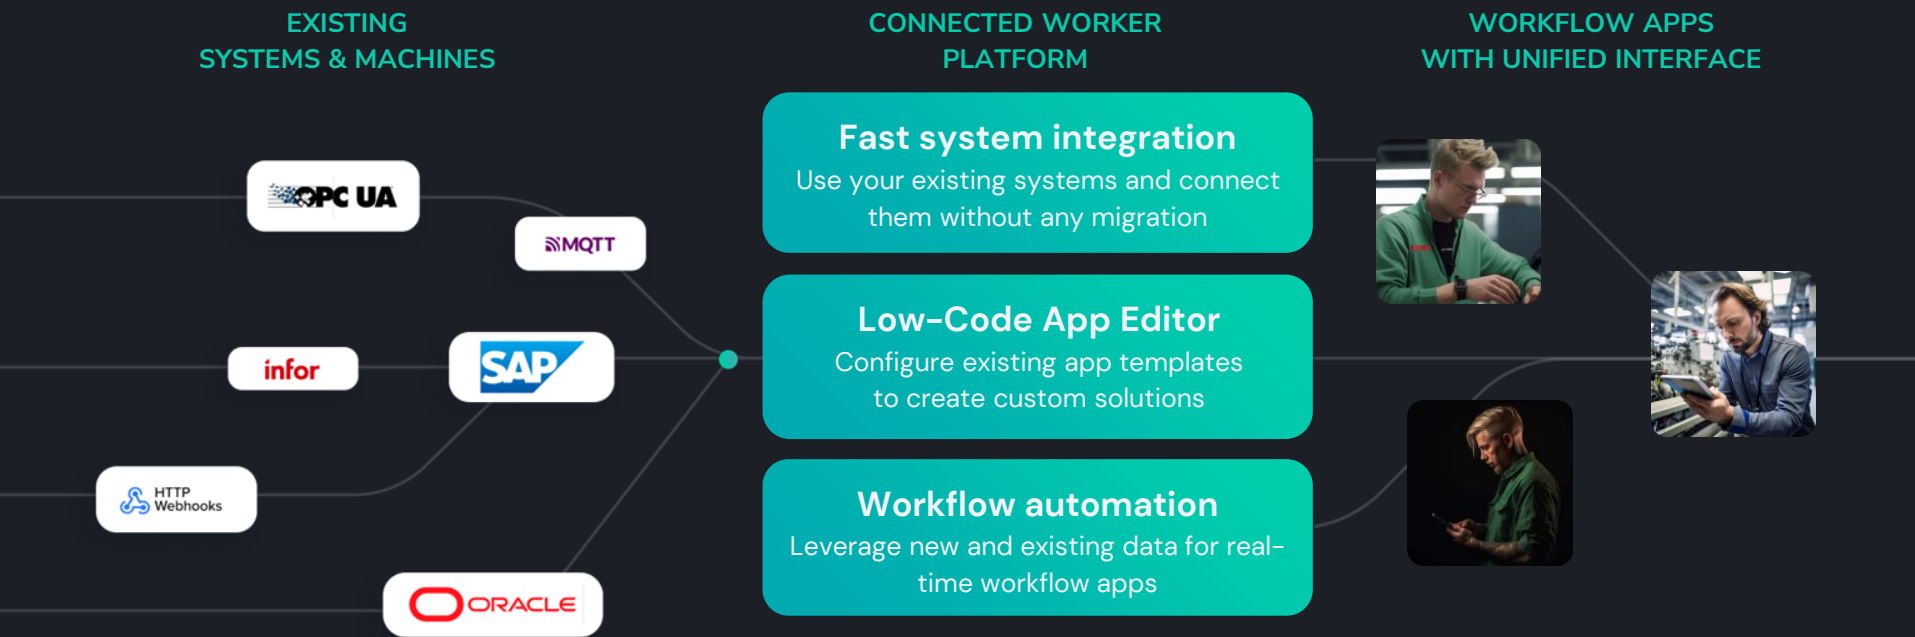 EXISTING
SYSTEMS & MACHINES
CONNECTED WORKER
PLATFORM
WORKFLOW APPS
WITH UNIFIED INTERFACE
OPC UA
MQTT
infor
SAP
HTTP
Webhooks
ORACLE
Fast system integration
Use your existing systems and connect
them without any migration
Low-Code App Editor
Configure existing app templates
to create custom solutions
Workflow automation
Leverage new and existing data for real-
time workflow apps